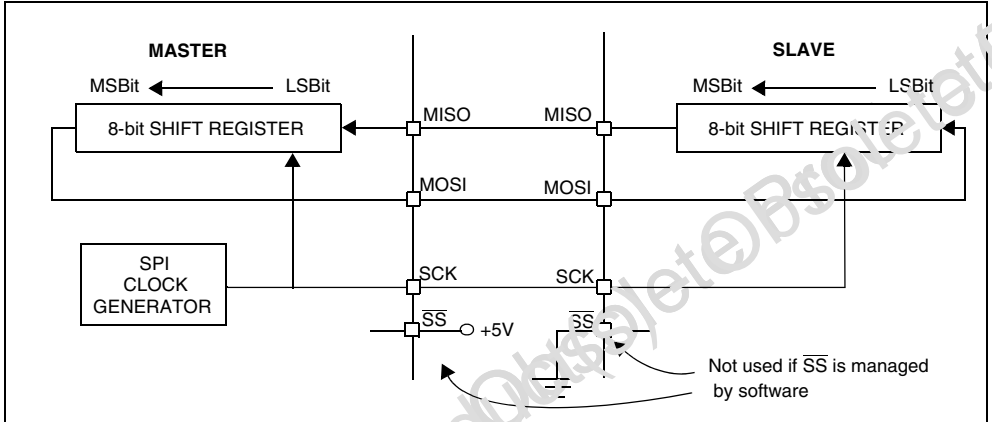 MASTER
SLAVE
MSBit LSBit
MSBit LSBit
8-bit SHIFT REGISTER
MISO MISO
8-bit SHIFT REGISTER
MOSI MOSI
SPI
CLOCK
GENERATOR
SCK SCK
SS +5V
SS
Not used if SS is managed
by software